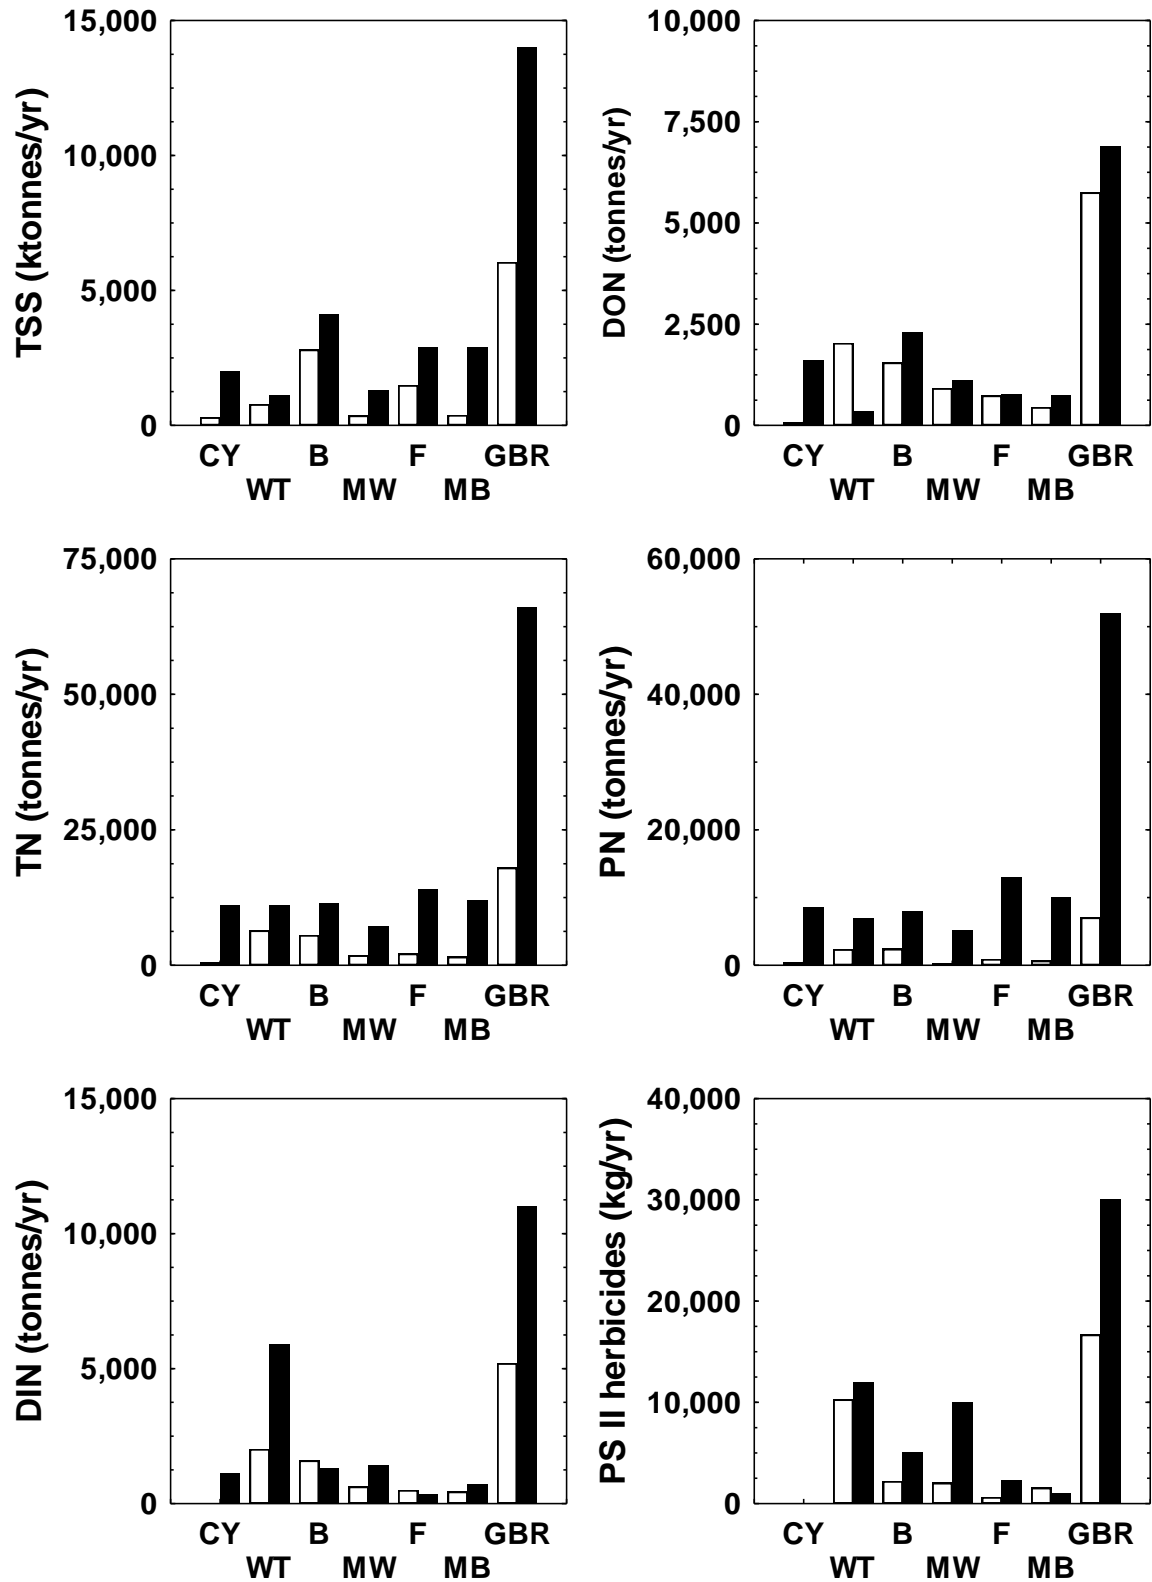 TSS (ktonnes/yr)
15,000
10,000
5,000
0
CY B F GBR
WT MW MB
DON (tonnes/yr)
10,000
7,500
5,000
2,500
0
CY B F GBR
WT MW MB
TN (tonnes/yr)
75,000
50,000
25,000
0
CY B F GBR
WT MW MB
PN (tonnes/yr)
60,000
40,000
20,000
0
CY B F GBR
WT MW MB
DIN (tonnes/yr)
15,000
10,000
5,000
0
CY B F GBR
WT MW MB
PS II herbicides (kg/yr)
40,000
30,000
20,000
10,000
0
CY B F GBR
WT MW MB